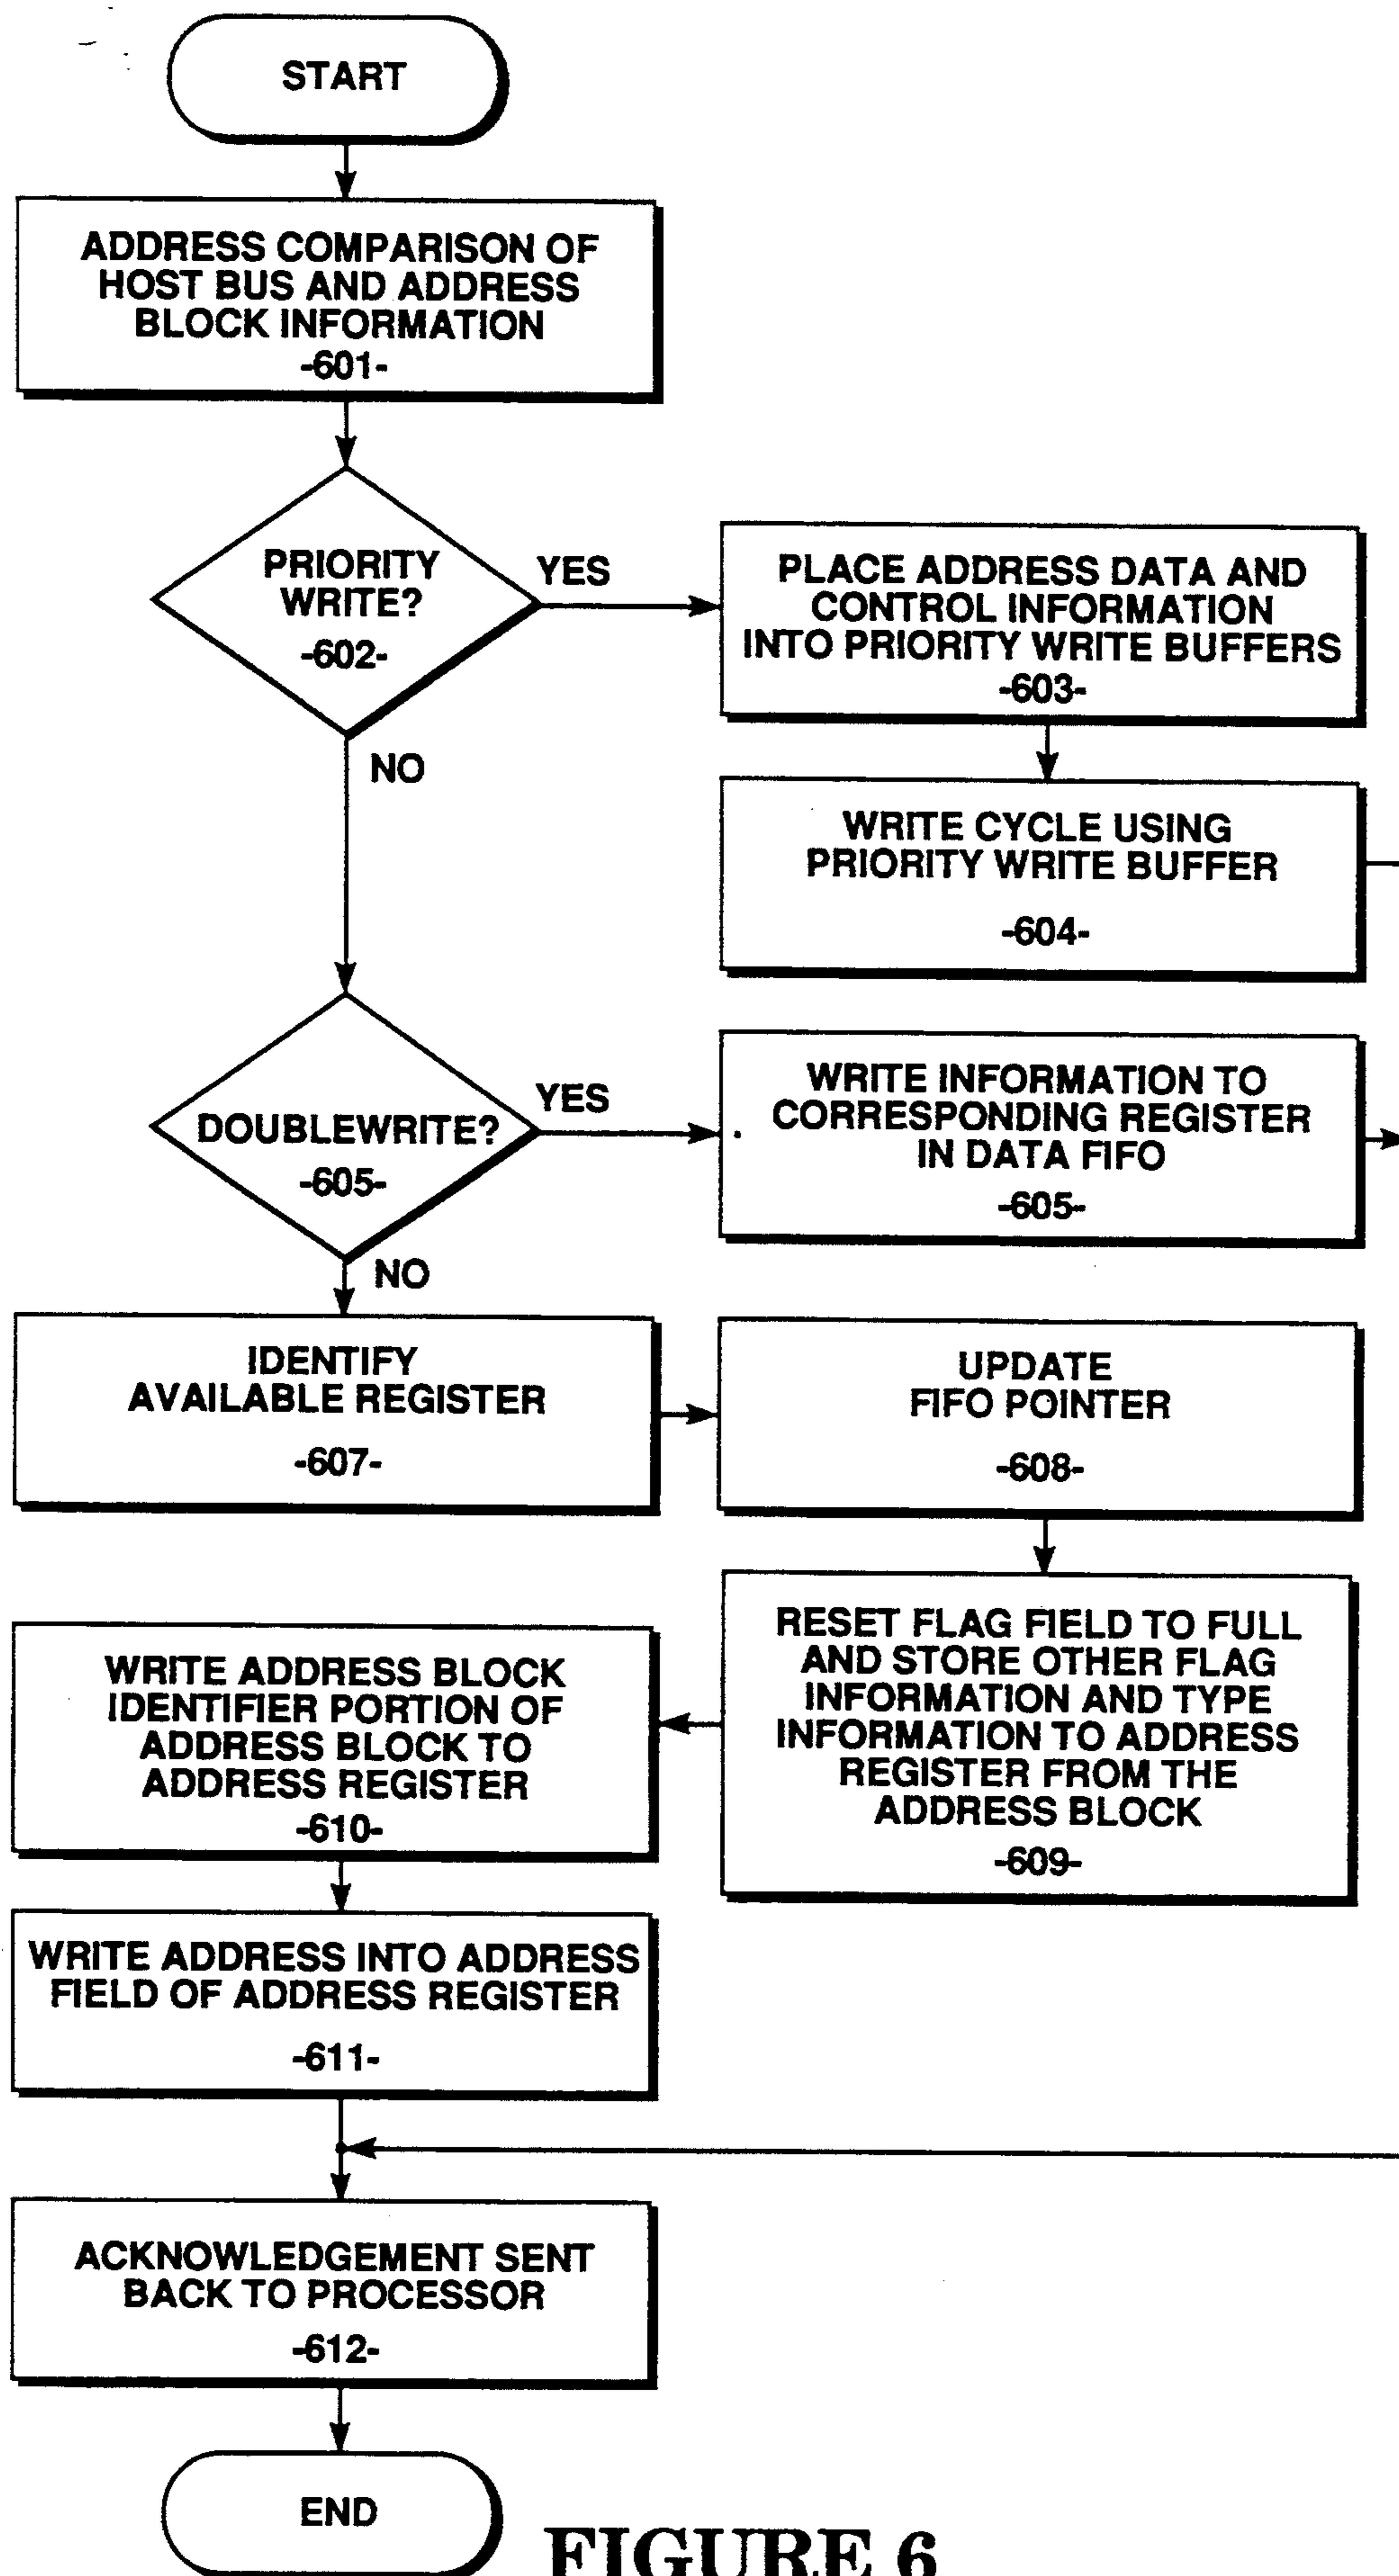 START
ADDRESS COMPARISON OF
HOST BUS AND ADDRESS
BLOCK INFORMATION
-601-
PRIORITY
WRITE?
-602-
YES
NO
PLACE ADDRESS DATA AND
CONTROL INFORMATION
INTO PRIORITY WRITE BUFFERS
-603-
WRITE CYCLE USING
PRIORITY WRITE BUFFER
-604-
DOUBLEWRITE?
-605-
YES
NO
WRITE INFORMATION TO
CORRESPONDING REGISTER
IN DATA FIFO
-605-
IDENTIFY
AVAILABLE REGISTER
-607-
UPDATE
FIFO POINTER
-608-
RESET FLAG FIELD TO FULL
AND STORE OTHER FLAG
INFORMATION AND TYPE
INFORMATION TO ADDRESS
REGISTER FROM THE
ADDRESS BLOCK
-609-
WRITE ADDRESS BLOCK
IDENTIFIER PORTION OF
ADDRESS BLOCK TO
ADDRESS REGISTER
-610-
WRITE ADDRESS INTO ADDRESS
FIELD OF ADDRESS REGISTER
-611-
ACKNOWLEDGEMENT SENT
BACK TO PROCESSOR
-612-
END
FIGURE 6